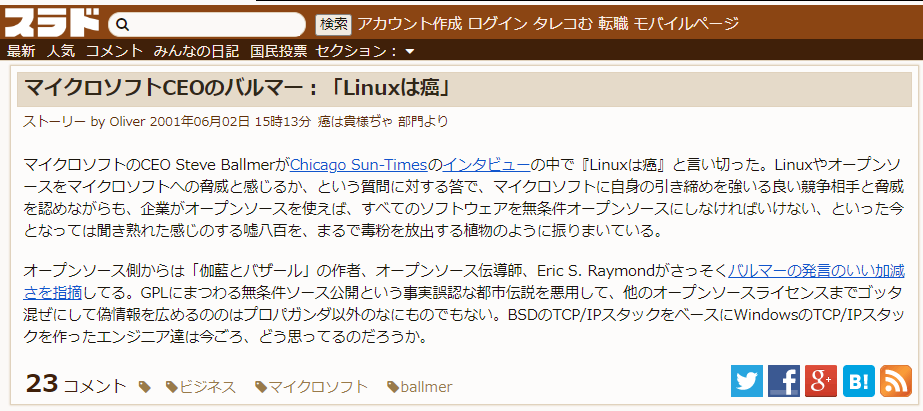 スラド 検索 アカウント作成 ログイン タレコむ 転職 モバイルページ
最新 人気 コメント みんなの日記 国民投票 セクション：
マイクロソフトCEOのバルマー：「Linuxは癌」
ストーリー by Oliver 2001年06月02日 15時13分 癌は貴様ぢゃ 部門より
マイクロソフトのCEO Steve BallmerがChicago Sun-Timesのインタビューの中で『Linuxは癌』と言い切った。Linuxやオープンソ
ースをマイクロソフトへの脅威と感じるか、という質問に対する答で、マイクロソフトに自身の引き締めを強いる良い競争相手と脅威
を認めながらも、企業がオープンソースを使えば、すべてのソフトウェアを無条件オープンソースにしなければいけない、といった今
となっては聞き熟れた感じのする嘘八百を、まるで毒粉を放出する植物のように振りまいている。
オープンソース側からは「伽藍とバザール」の作者、オープンソース伝導師、Eric S. Raymondがさっそくバルマーの発言のいい加減
さを指摘してる。GPLにまつわる無条件ソース公開という事実誤認な都市伝説を悪用して、他のオープンソースライセンスまでゴッタ
混ぜにして偽情報を広めるののはプロパガンダ以外のなにものでもない。BSDのTCP/IPスタックをベースにWindowsのTCP/IPスタッ
クを作ったエンジニア達は今ごろ、どう思ってるのだろうか。
23 コメント ビジネス マイクロソフト ballmer f g+ B!